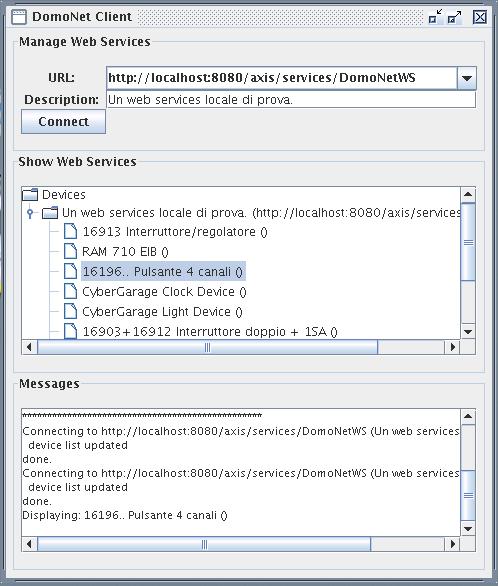 DomoNet Client
Manage Web Services
URL: http://localhost:8080/axis/services/DomoNetWS
Description: Un web services locale di prova.
Connect
Show Web Services
Devices
Un web services locale di prova. (http://localhost:8080/axis/services
16913 Interruttore/regolatore ()
RAM 710 EIB ()
16196.. Pulsante 4 canali ()
CyberGarage Clock Device ()
CyberGarage Light Device ()
16903+16912 Interruttore doppio + 1SA ()
Messages
Connecting to http://localhost:8080/axis/services/DomoNetWS (Un web services
device list updated
done.
Connecting to http://localhost:8080/axis/services/DomoNetWS (Un web services
device list updated
done.
Displaying: 16196.. Pulsante 4 canali ()